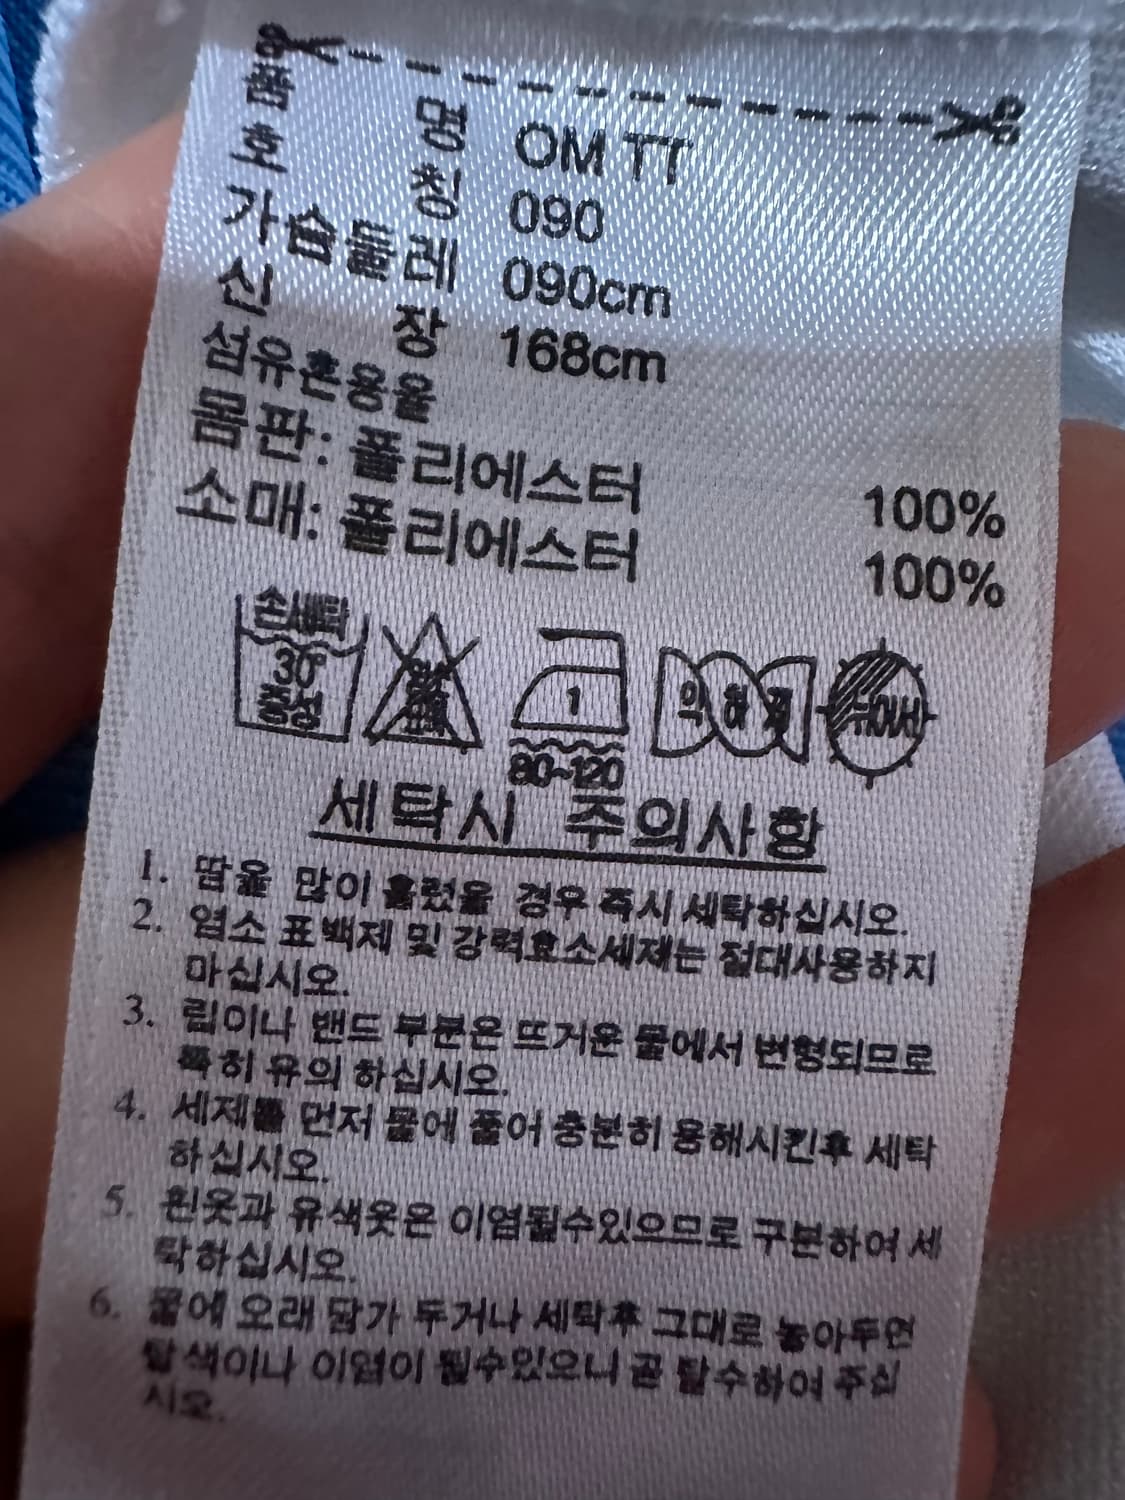 품 명 OM TT
호 칭 090
가슴둘레 090cm
신 장 168cm
섬유혼용율
몸판: 폴리에스터 100%
소매: 폴리에스터 100%
손세탁
30°
중성
1
80~120
약하게
뉘어서
세탁시 주의사항
1. 땀을 많이 흘렸을 경우 즉시 세탁하십시오.
2. 염소 표백제 및 강력효소세제는 절대사용하지
마십시오.
3. 립이나 밴드 부분은 뜨거운 물에서 변형되므로
특히 유의 하십시오.
4. 세제를 먼저 물에 풀어 충분히 용해시킨후 세탁
하십시오.
5. 흰옷과 유색옷은 이염될수있으므로 구분하여 세
탁하십시오.
6. 물에 오래 담가 두거나 세탁후 그대로 놓아두면
탈색이나 이염이 될수있으니 곧 탈수하여 주십
시오.